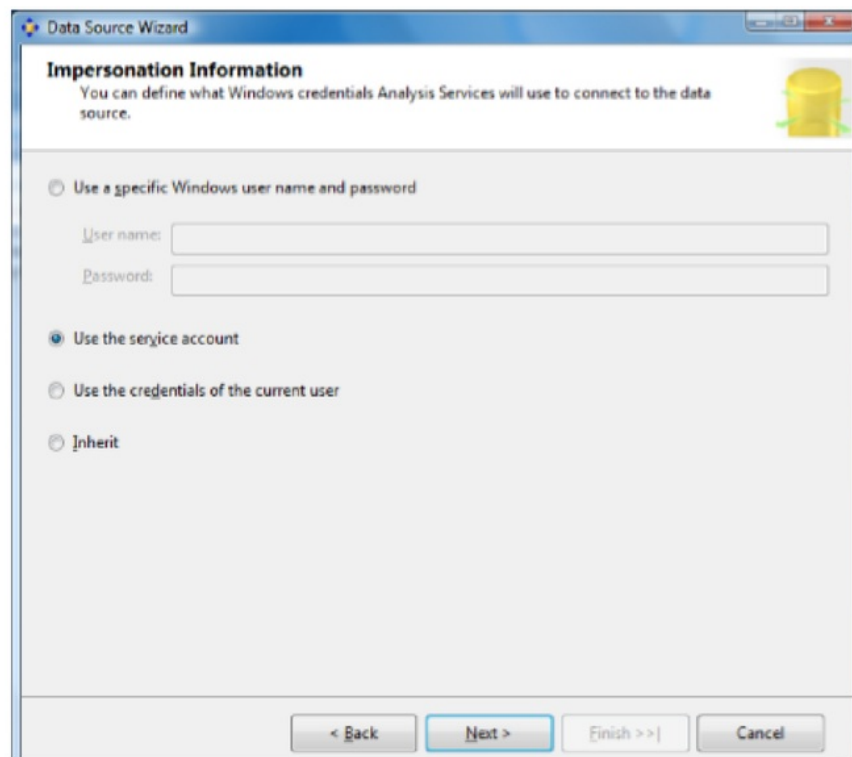 Data Source Wizard
Impersonation Information
You can define what Windows credentials Analysis Services will use to connect to the data
source.
Use a specific Windows user name and password
User name:
Password:
Use the service account
Use the credentials of the current user
Inherit
< Back Next > Finish >>| Cancel